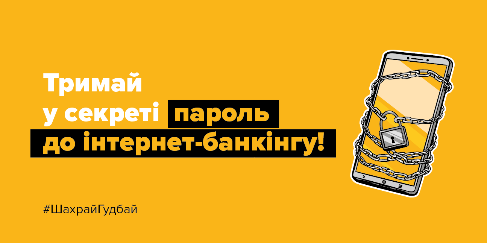 Тримай
у секреті пароль
до інтернет-банкінгу!
#ШахрайГудбай